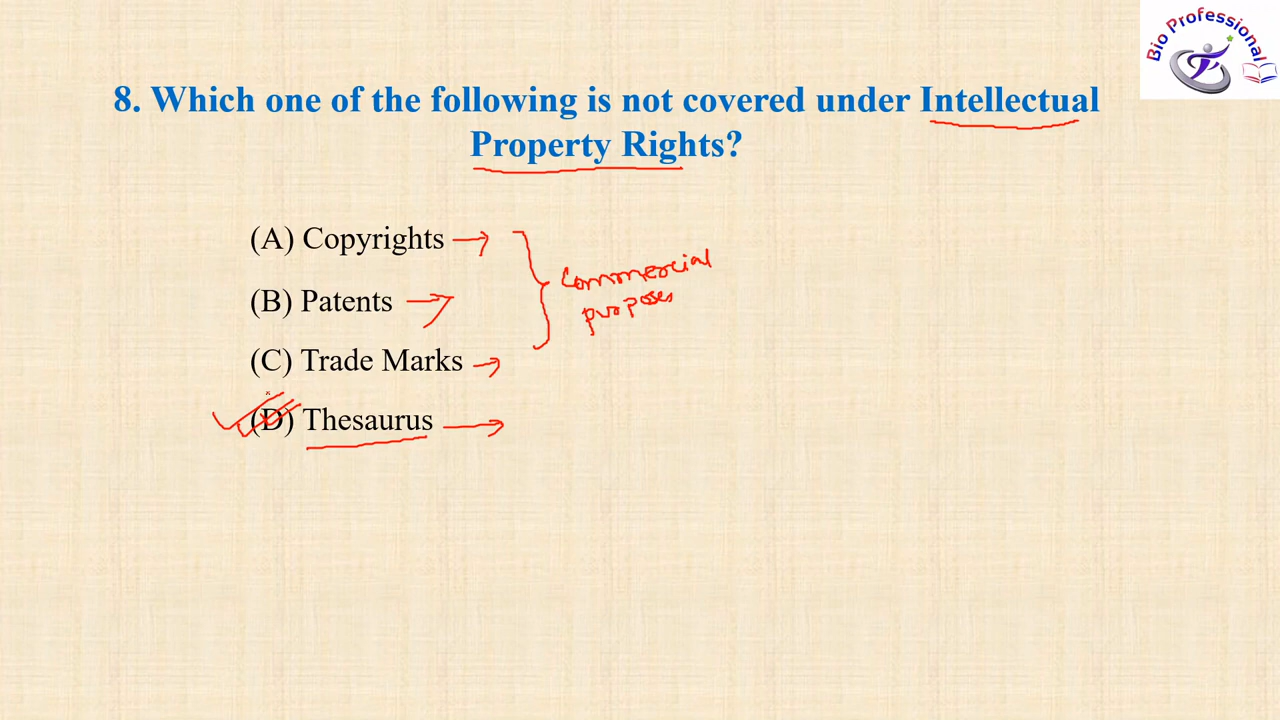 Bio Professional
8. Which one of the following is not covered under Intellectual
Property Rights?
(A) Copyrights
(B) Patents
(C) Trade Marks
(D) Thesaurus
Commercial
purposes